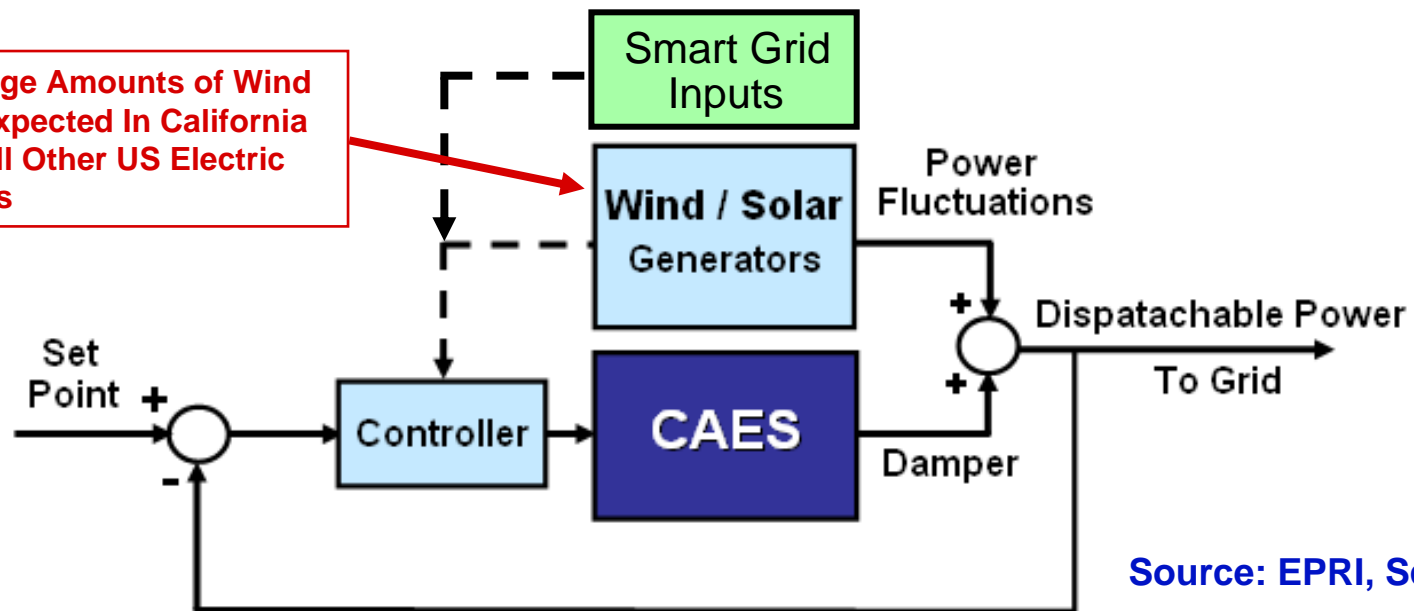 Smart Grid
Inputs
ge Amounts of Wind
xpected In California
ll Other US Electric
s
Wind / Solar
Generators
Power
Fluctuations
+
+
Dispatachable Power
To Grid
Set
Point
+
-
Controller
CAES
Damper
Source: EPRI, S